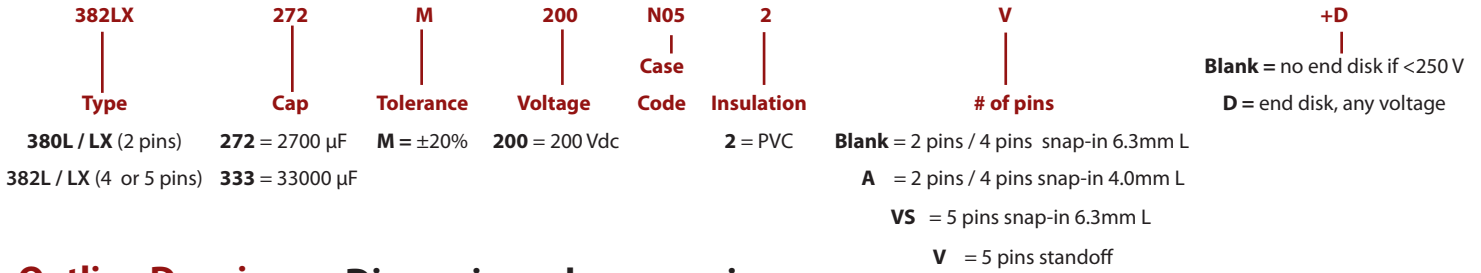 382LX 272 M 200 N05 2 V +D
Case Blank = no end disk if <250 V
Type Cap Tolerance Voltage Code Insulation # of pins D = end disk, any voltage
380L / LX (2 pins) 272 = 2700 µF M = ±20% 200 = 200 Vdc 2 = PVC Blank = 2 pins / 4 pins snap-in 6.3mm L
382L / LX (4 or 5 pins) 333 = 33000 µF A = 2 pins / 4 pins snap-in 4.0mm L
VS = 5 pins snap-in 6.3mm L
V = 5 pins standoff